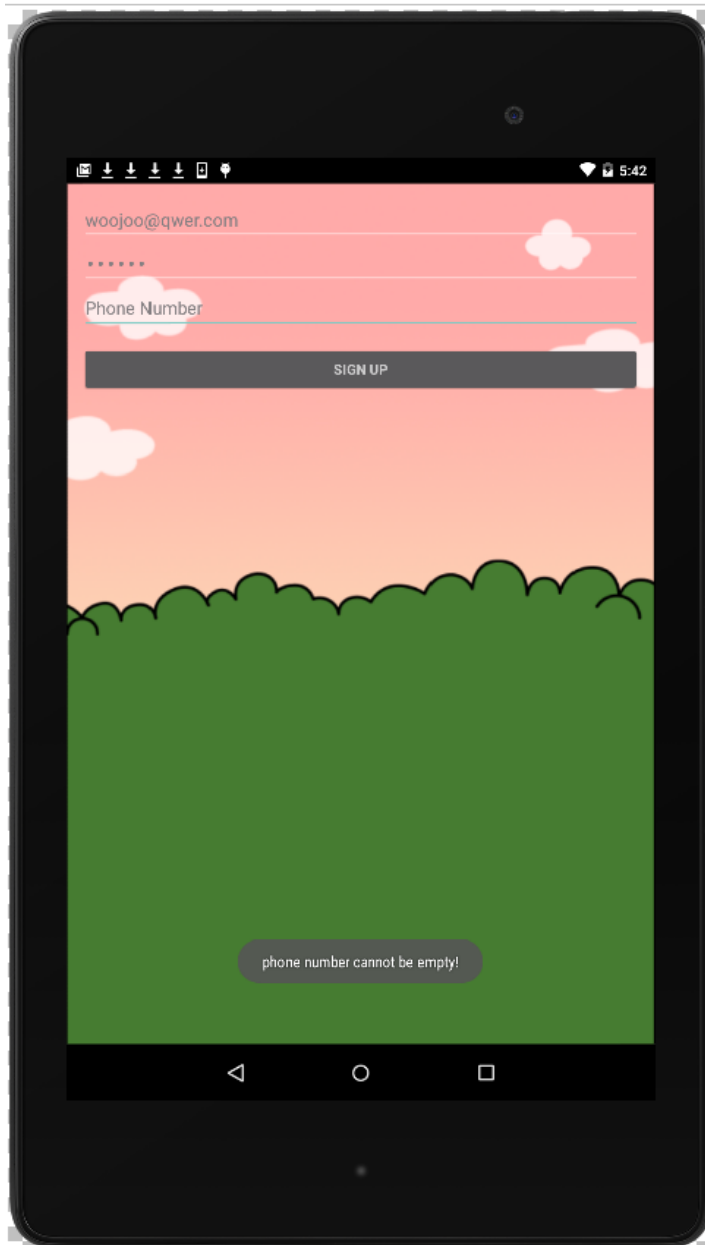 5:42
woojoo@qwer.com
••••••
Phone Number
SIGN UP
phone number cannot be empty!